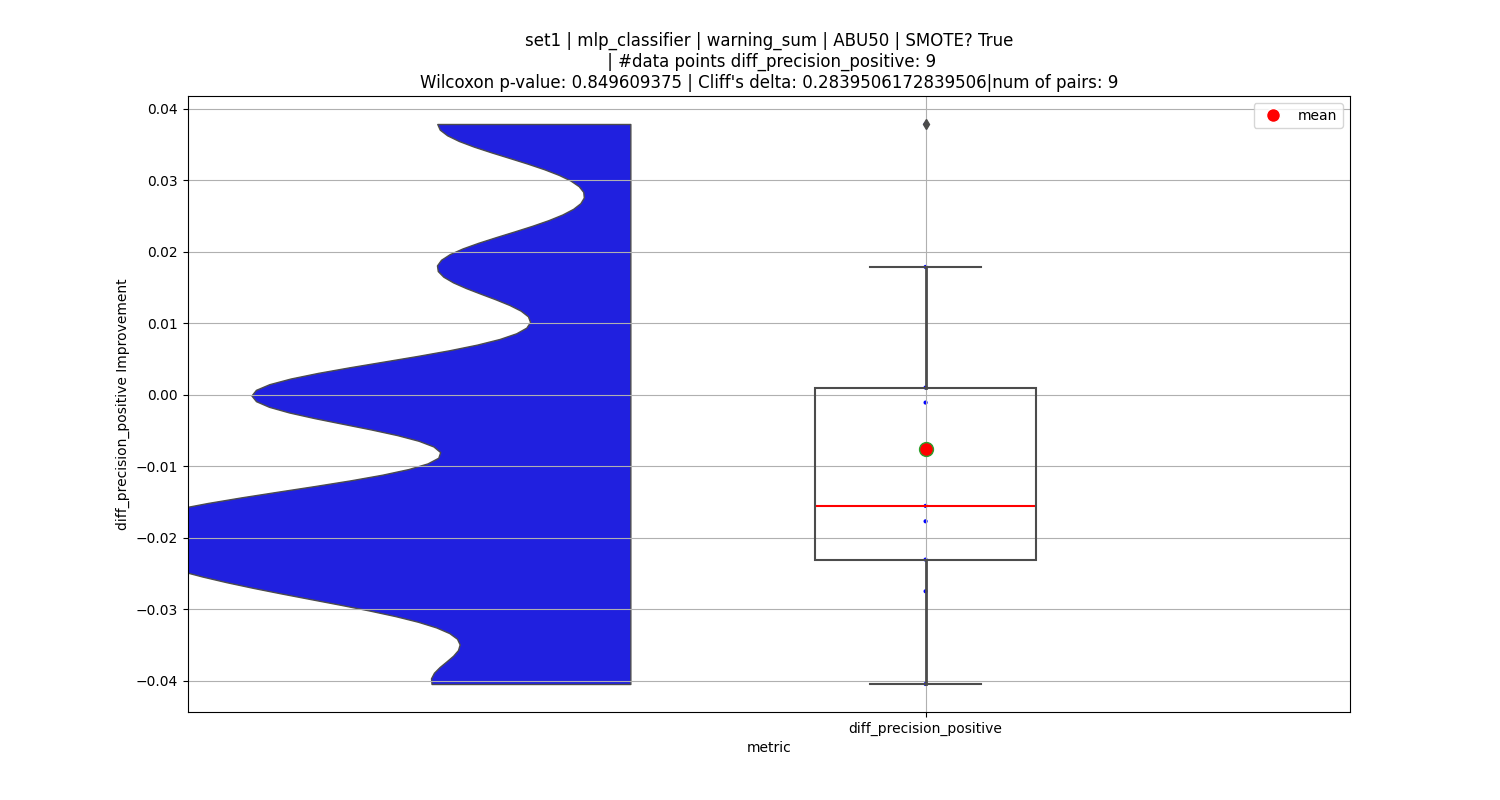 set1 | mlp_classifier | warning_sum | ABU50 | SMOTE? True
| #data points diff_precision_positive: 9
Wilcoxon p-value: 0.849609375 | Cliff's delta: 0.2839506172839506|num of pairs: 9
mean
0.04
0.03
0.02
0.01
0.00
−0.01
−0.02
−0.03
−0.04
diff_precision_positive Improvement
diff_precision_positive
metric